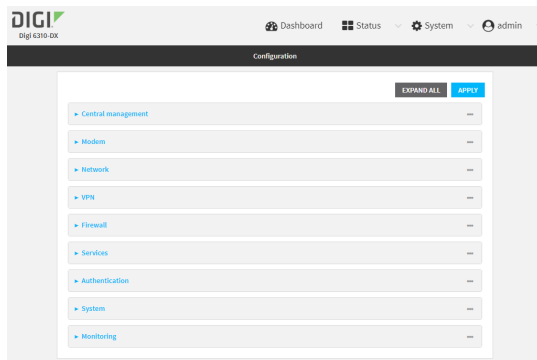 DIGI
Digi 6310-DX
Dashboard Status System admin
Configuration
EXPAND ALL APPLY
Central management
Modem
Network
VPN
Firewall
Services
Authentication
System
Monitoring